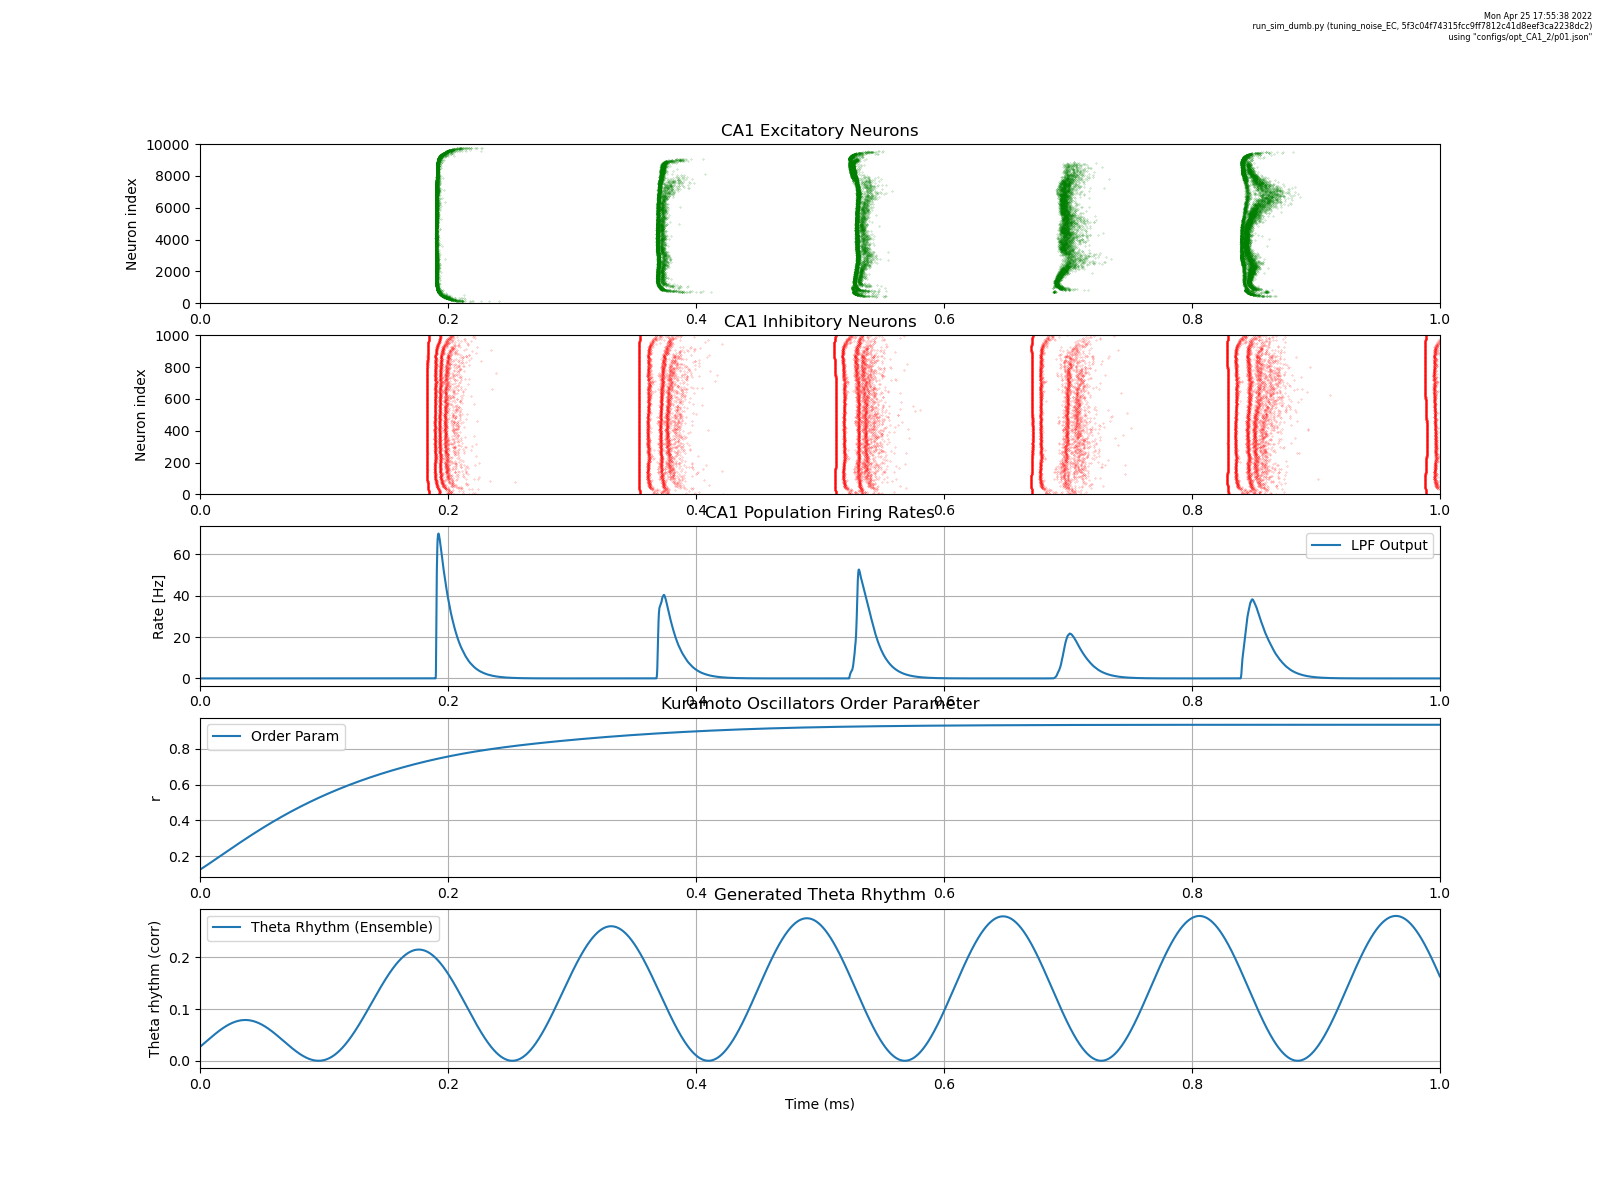 Mon Apr 25 17:55:38 2022
run_sim_dumb.py (tuning_noise_EC, 5f3c04f74315fcc9ff7812c41d8eef3ca2238dc2)
using "configs/opt_CA1_2/p01.json"
CA1 Excitatory Neurons
Neuron index
10000
8000
6000
4000
2000
0
0.0 0.2 0.4 0.6 0.8 1.0
CA1 Inhibitory Neurons
Neuron index
1000
800
600
400
200
0
0.0 0.2 0.4 0.6 0.8 1.0
CA1 Population Firing Rates
Rate [Hz]
60
40
20
0
LPF Output
0.0 0.2 0.4 0.6 0.8 1.0
Kuramoto Oscillators Order Parameter
r
0.8
0.6
0.4
0.2
Order Param
0.0 0.2 0.4 0.6 0.8 1.0
Generated Theta Rhythm
Theta rhythm (corr)
0.2
0.1
0.0
Theta Rhythm (Ensemble)
0.0 0.2 0.4 0.6 0.8 1.0
Time (ms)